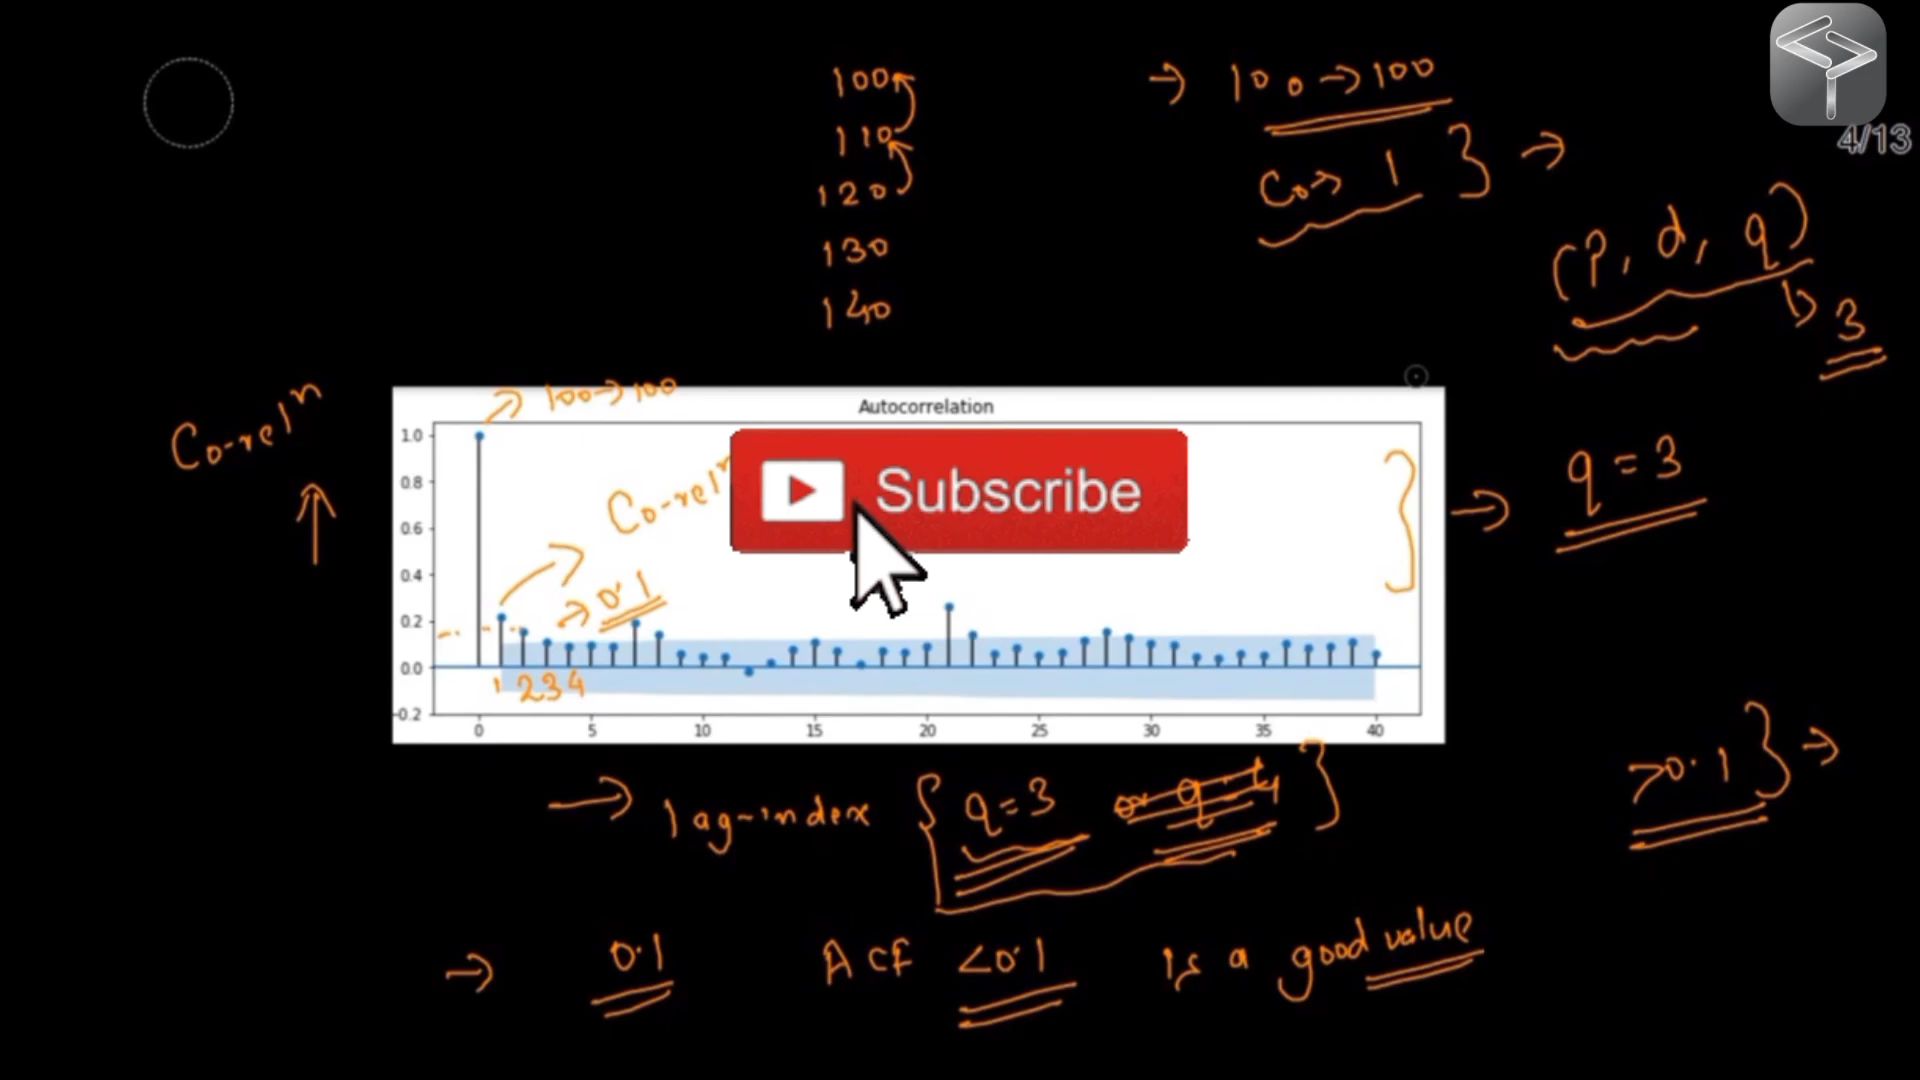 100
110
120
130
140
→ 100 → 100
Co → 1 } →
4/13
(P, d, q)
↳ 3
Co-relⁿ
↑
→ 100→100
Autocorrelation
1.0
0.8
0.6
0.4
0.2
0.0
-0.2
Co-relⁿ
→ 0.1
Subscribe
1 2 3 4
0 5 10 15 20 25 30 35 40
} → q = 3
→ lag-index { q = 3 or q = 4 }
>0.1 } →
→ 0.1 ACF <0.1 is a good value